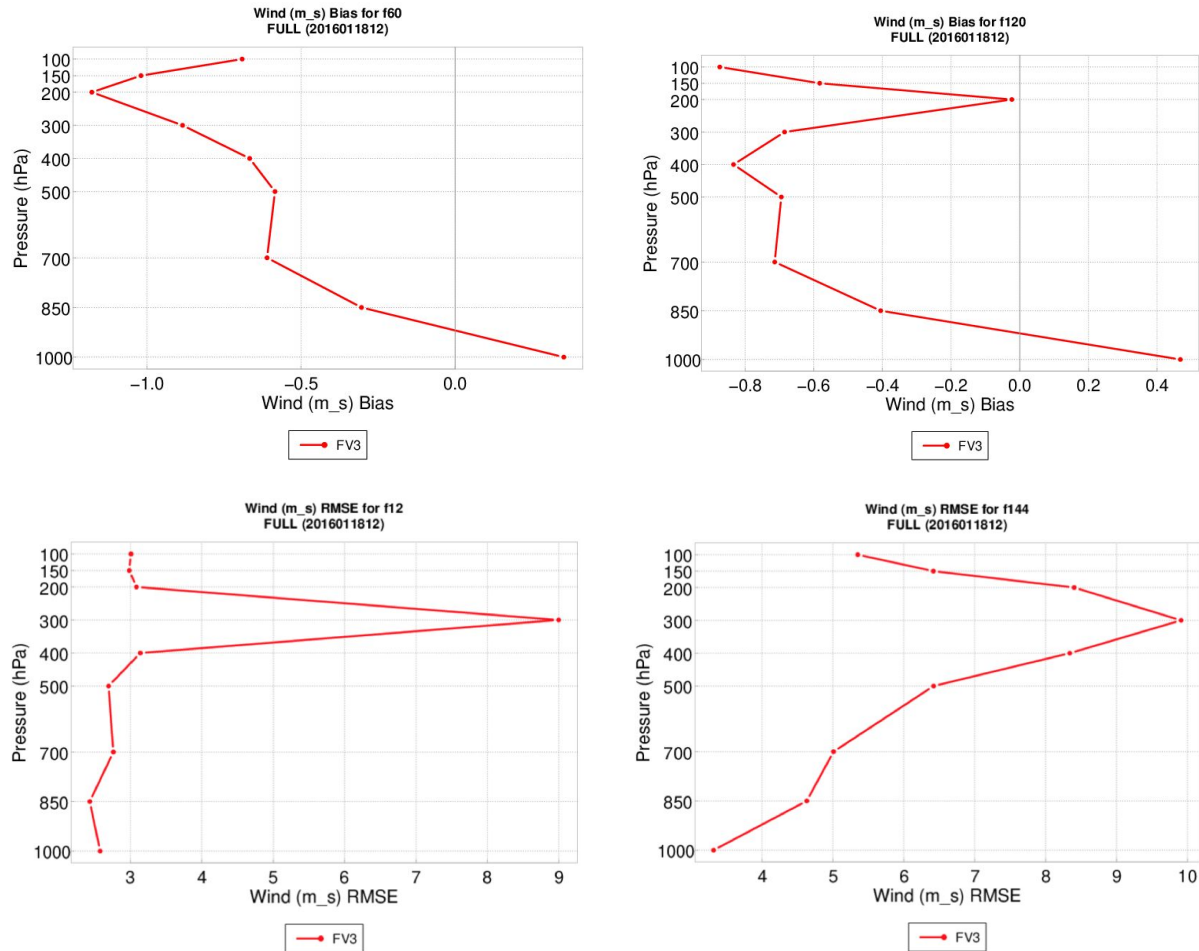 Wind (m_s) Bias for f60
FULL (2016011812)
100
150
200
300
400
500
700
850
1000
Pressure (hPa)
−1.0 −0.5 0.0
Wind (m_s) Bias
FV3
Wind (m_s) Bias for f120
FULL (2016011812)
100
150
200
300
400
500
700
850
1000
Pressure (hPa)
−0.8 −0.6 −0.4 −0.2 0.0 0.2 0.4
Wind (m_s) Bias
FV3
Wind (m_s) RMSE for f12
FULL (2016011812)
100
150
200
300
400
500
700
850
1000
Pressure (hPa)
3 4 5 6 7 8 9
Wind (m_s) RMSE
FV3
Wind (m_s) RMSE for f144
FULL (2016011812)
100
150
200
300
400
500
700
850
1000
Pressure (hPa)
4 5 6 7 8 9 10
Wind (m_s) RMSE
FV3